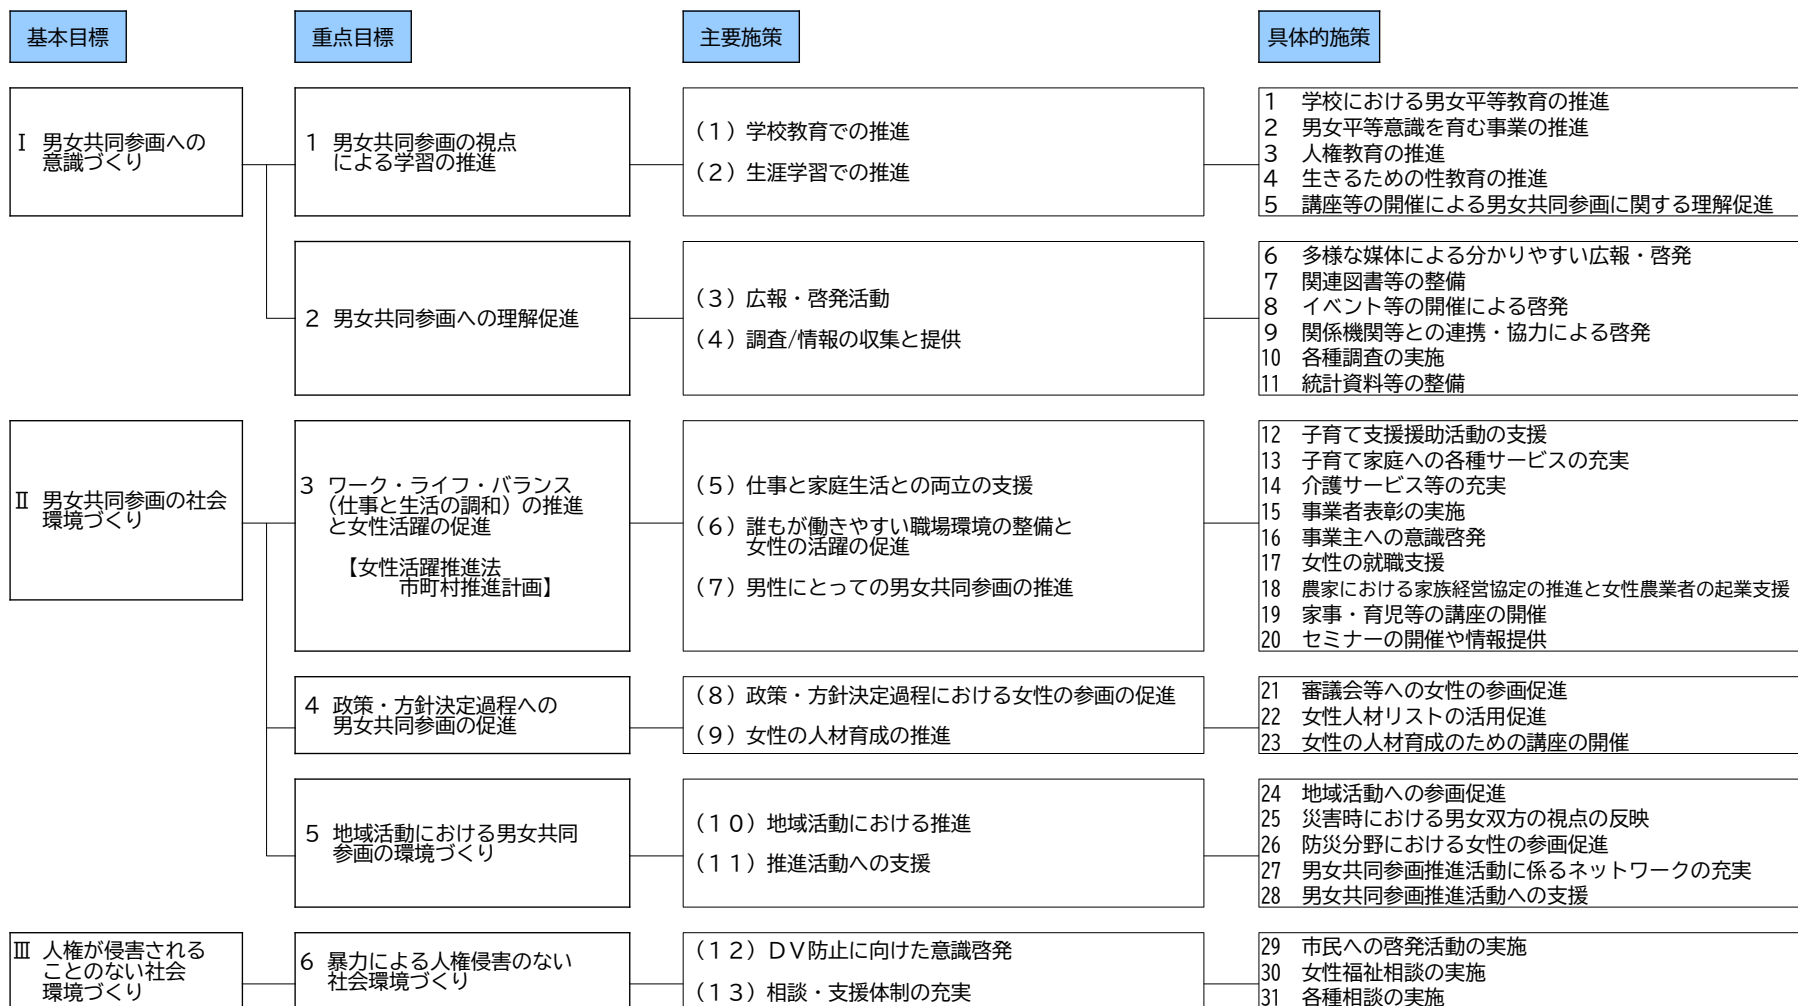 基本目標
重点目標
主要施策
具体的施策
Ⅰ 男女共同参画への
意識づくり
1 男女共同参画の視点
による学習の推進
（１）学校教育での推進
（２）生涯学習での推進
1 学校における男女平等教育の推進
2 男女平等意識を育む事業の推進
3 人権教育の推進
4 生きるための性教育の推進
5 講座等の開催による男女共同参画に関する理解促進
2 男女共同参画への理解促進
（３）広報・啓発活動
（４）調査/情報の収集と提供
6 多様な媒体による分かりやすい広報・啓発
7 関連図書等の整備
8 イベント等の開催による啓発
9 関係機関等との連携・協力による啓発
10 各種調査の実施
11 統計資料等の整備
Ⅱ 男女共同参画の社会
環境づくり
3 ワーク・ライフ・バランス
（仕事と生活の調和）の推進
と女性活躍の促進
【女性活躍推進法
市町村推進計画】
（５）仕事と家庭生活との両立の支援
（６）誰もが働きやすい職場環境の整備と
女性の活躍の促進
（７）男性にとっての男女共同参画の推進
12 子育て支援援助活動の支援
13 子育て家庭への各種サービスの充実
14 介護サービス等の充実
15 事業者表彰の実施
16 事業主への意識啓発
17 女性の就職支援
18 農家における家族経営協定の推進と女性農業者の起業支援
19 家事・育児等の講座の開催
20 セミナーの開催や情報提供
4 政策・方針決定過程への
男女共同参画の促進
（８）政策・方針決定過程における女性の参画の促進
（９）女性の人材育成の推進
21 審議会等への女性の参画促進
22 女性人材リストの活用促進
23 女性の人材育成のための講座の開催
5 地域活動における男女共同
参画の環境づくり
（１０）地域活動における推進
（１１）推進活動への支援
24 地域活動への参画促進
25 災害時における男女双方の視点の反映
26 防災分野における女性の参画促進
27 男女共同参画推進活動に係るネットワークの充実
28 男女共同参画推進活動への支援
Ⅲ 人権が侵害される
ことのない社会
環境づくり
6 暴力による人権侵害のない
社会環境づくり
（１２）ＤＶ防止に向けた意識啓発
（１３）相談・支援体制の充実
29 市民への啓発活動の実施
30 女性福祉相談の実施
31 各種相談の実施